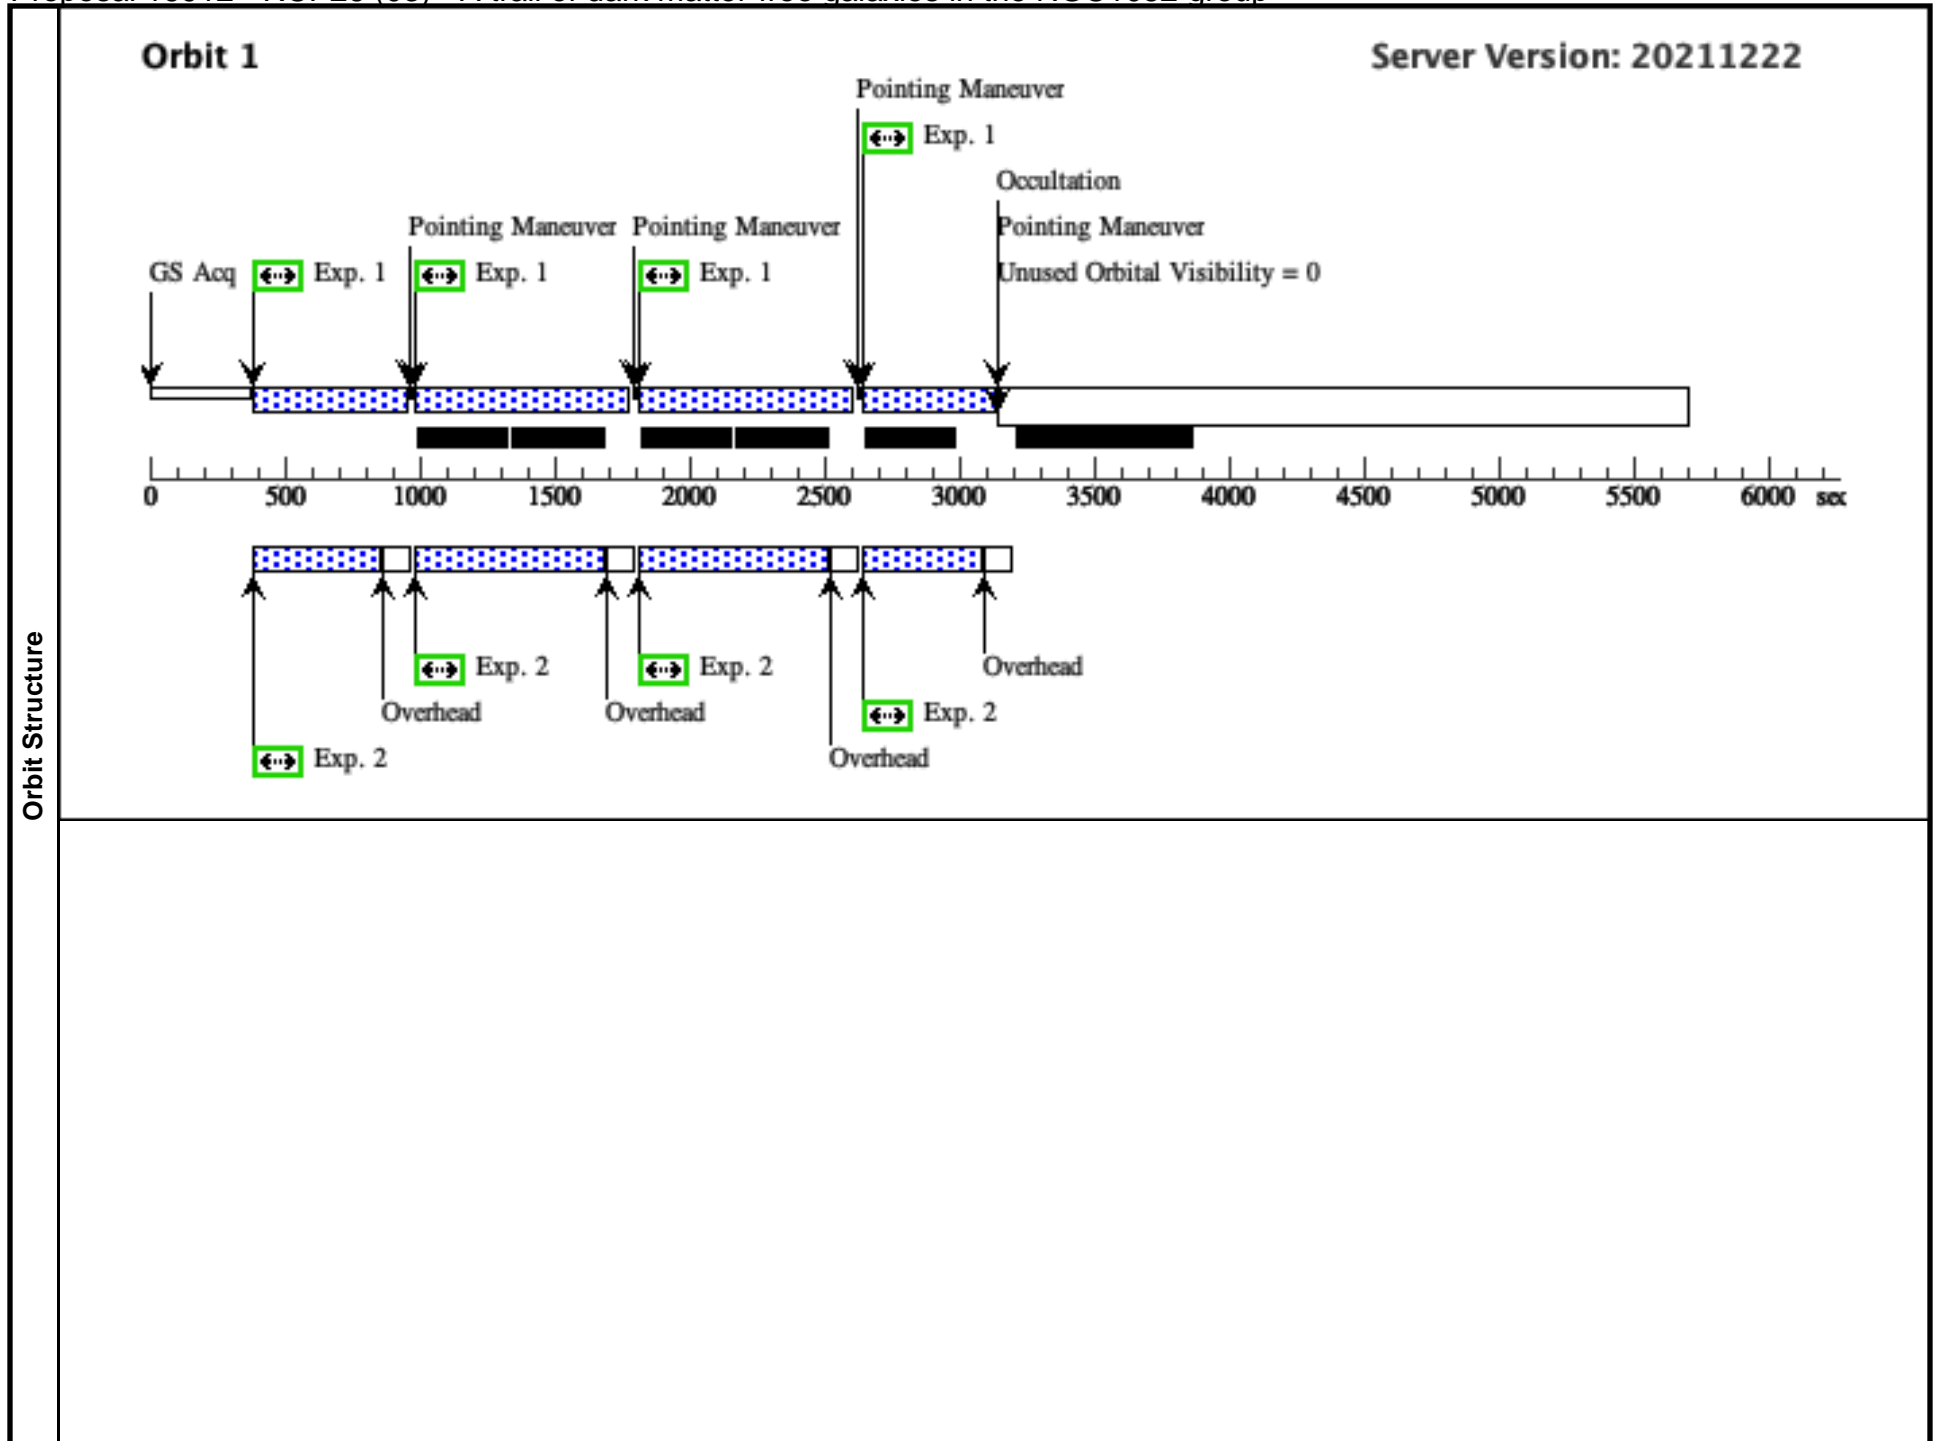 Orbit 1
Server Version: 20211222
Pointing Maneuver
Exp. 1
Occultation
Pointing Maneuver Pointing Maneuver Pointing Maneuver
GS Acq Exp. 1 Exp. 1 Exp. 1 Unused Orbital Visibility = 0
0 500 1000 1500 2000 2500 3000 3500 4000 4500 5000 5500 6000 sec
Exp. 2 Exp. 2 Overhead
Overhead Overhead Exp. 2
Exp. 2 Overhead
Orbit Structure